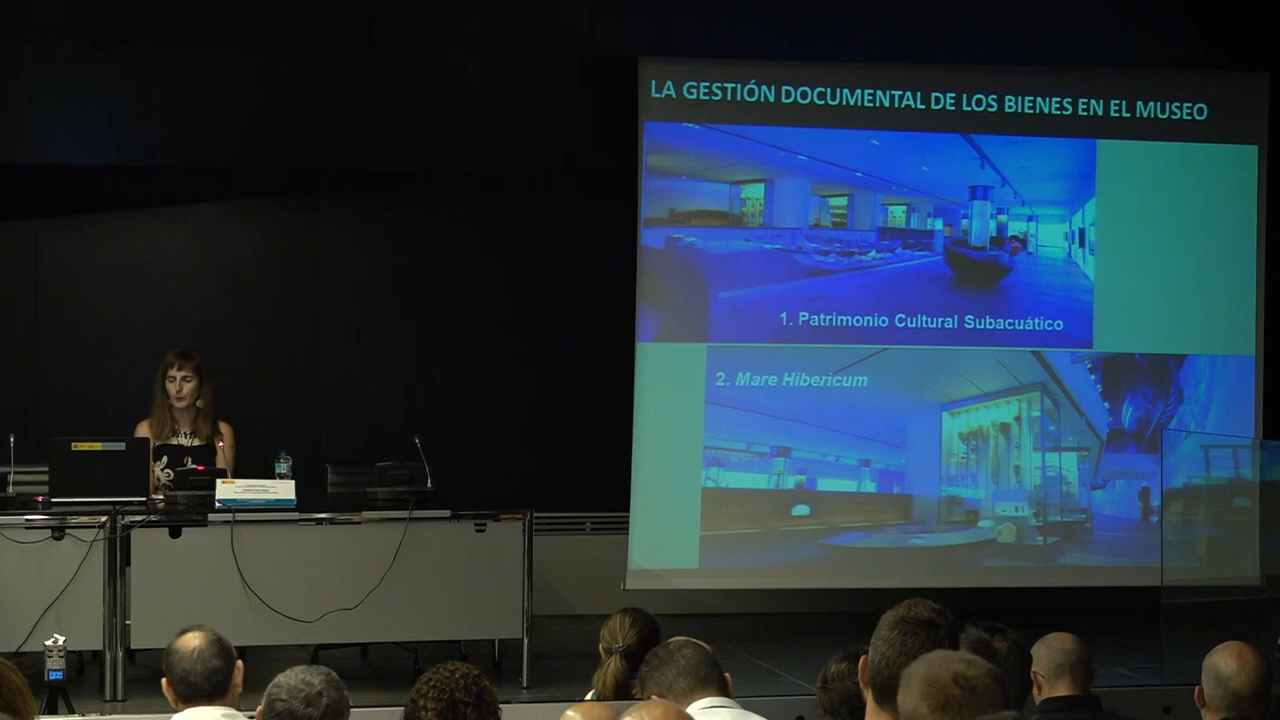 LA GESTIÓN DOCUMENTAL DE LOS BIENES EN EL MUSEO
1. Patrimonio Cultural Subacuático
2. Mare Hibericum